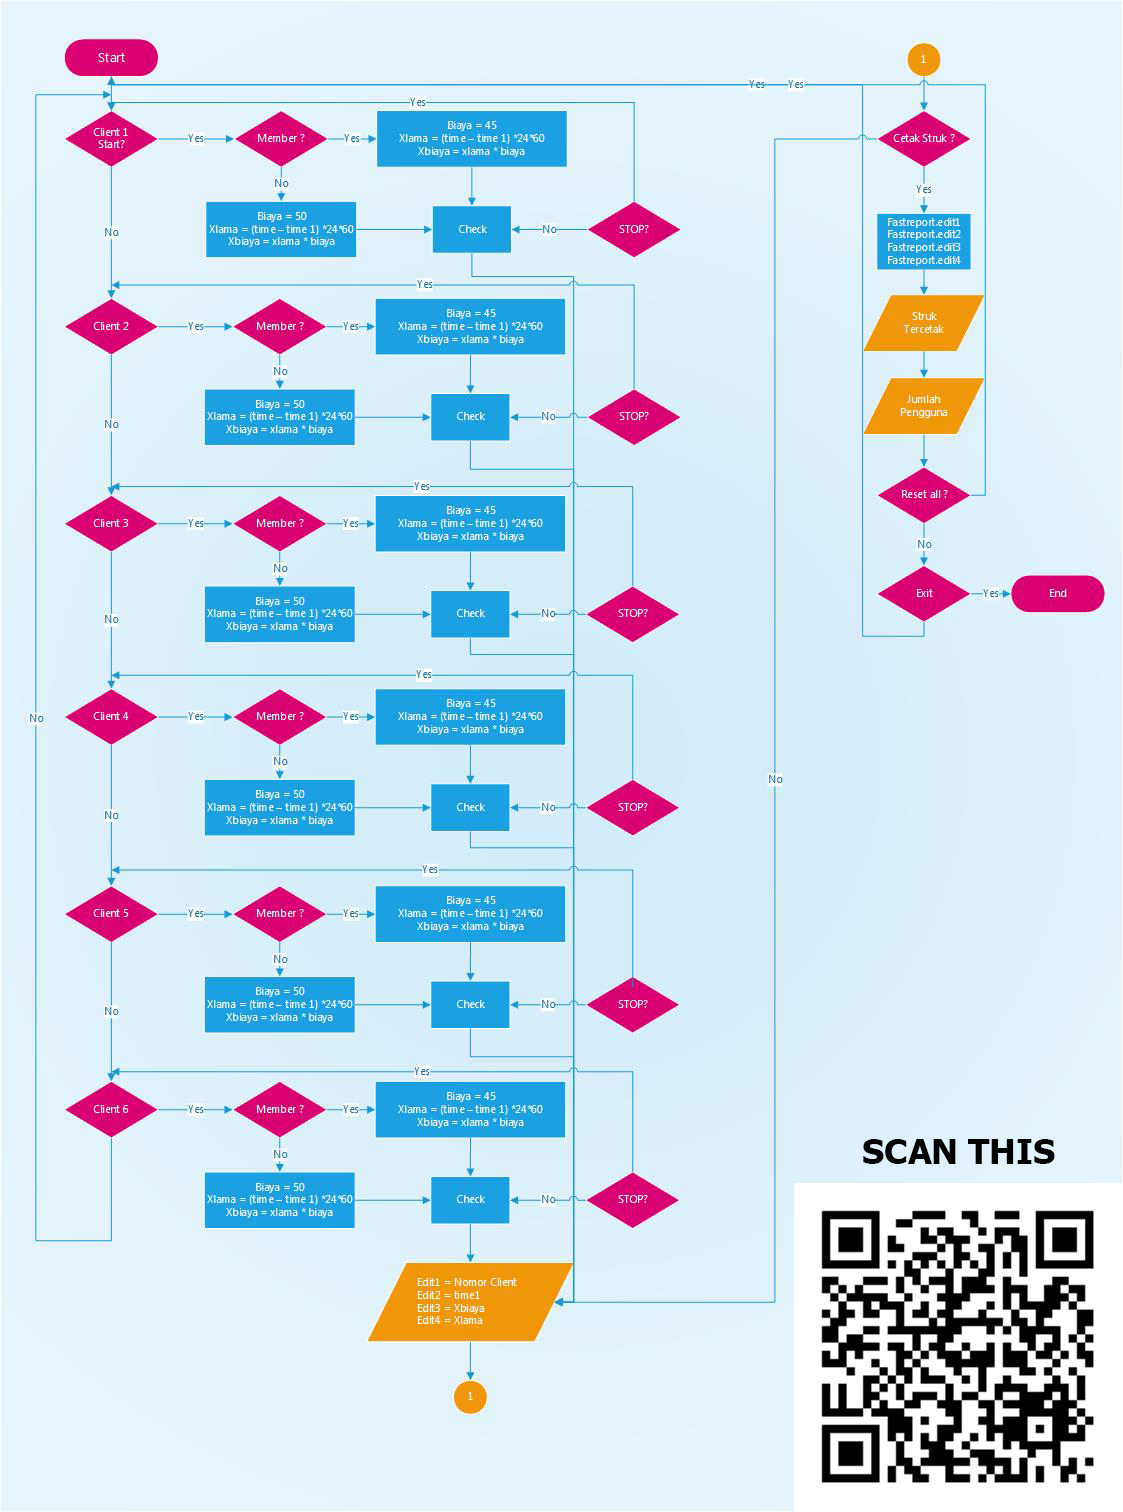 Start
1
Yes
Yes
Yes
Client 1
Start?
Yes
Member ?
Yes
Biaya = 45
Xlama = (time – time 1) *24*60
Xbiaya = xlama * biaya
Cetak Struk ?
No
Yes
No
Biaya = 50
Xlama = (time – time 1) *24*60
Xbiaya = xlama * biaya
Check
No
STOP?
Fastreport.edit1
Fastreport.edit2
Fastreport.edit3
Fastreport.edit4
Yes
Client 2
Yes
Member ?
Yes
Biaya = 45
Xlama = (time – time 1) *24*60
Xbiaya = xlama * biaya
Struk
Tercetak
No
Biaya = 50
Xlama = (time – time 1) *24*60
Xbiaya = xlama * biaya
Check
No
STOP?
Jumlah
Pengguna
No
Yes
Reset all ?
Client 3
Yes
Member ?
Yes
Biaya = 45
Xlama = (time – time 1) *24*60
Xbiaya = xlama * biaya
No
No
Biaya = 50
Xlama = (time – time 1) *24*60
Xbiaya = xlama * biaya
Check
No
STOP?
Exit
Yes
End
No
Yes
Client 4
Yes
Member ?
Yes
Biaya = 45
Xlama = (time – time 1) *24*60
Xbiaya = xlama * biaya
No
No
No
Biaya = 50
Xlama = (time – time 1) *24*60
Xbiaya = xlama * biaya
Check
No
STOP?
No
Yes
Client 5
Yes
Member ?
Yes
Biaya = 45
Xlama = (time – time 1) *24*60
Xbiaya = xlama * biaya
No
Biaya = 50
Xlama = (time – time 1) *24*60
Xbiaya = xlama * biaya
Check
No
STOP?
No
Yes
Client 6
Yes
Member ?
Yes
Biaya = 45
Xlama = (time – time 1) *24*60
Xbiaya = xlama * biaya
No
Biaya = 50
Xlama = (time – time 1) *24*60
Xbiaya = xlama * biaya
Check
No
STOP?
Edit1 = Nomor Client
Edit2 = time1
Edit3 = Xbiaya
Edit4 = Xlama
1
SCAN THIS